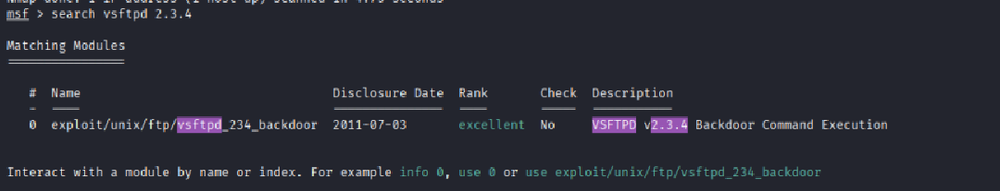 msf > search vsftpd 2.3.4
Matching Modules
================
# Name Disclosure Date Rank Check Description
- ---- --------------- ---- ----- -----------
0 exploit/unix/ftp/vsftpd_234_backdoor 2011-07-03 excellent No VSFTPD v2.3.4 Backdoor Command Execution
Interact with a module by name or index. For example info 0, use 0 or use exploit/unix/ftp/vsftpd_234_backdoor